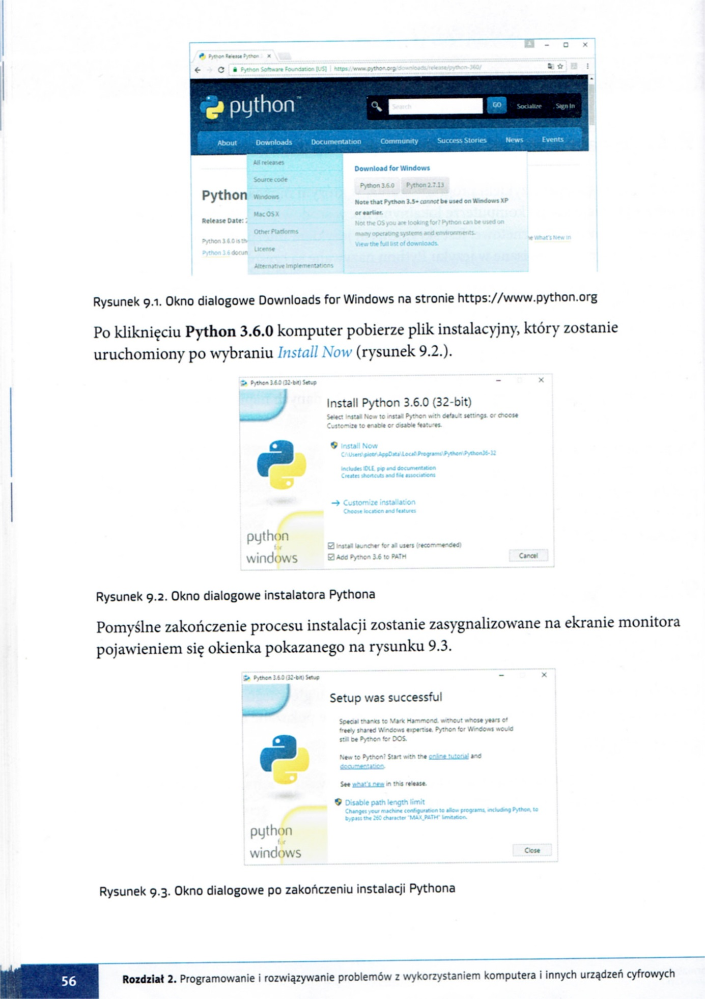 Python Release Python
Python Software Foundation [US] https://www.python.org/downloads/release/python-360/
python™
Search
GO
Socialize
Sign In
About
Downloads
Documentation
Community
Success Stories
News
Events
All releases
Source code
Windows
Mac OS X
Other Platforms
License
Alternative Implementations
Download for Windows
Python 3.6.0
Python 2.7.13
Note that Python 3.5+ cannot be used on Windows XP
or earlier.
Not the OS you are looking for? Python can be used on
many operating systems and environments.
View the full list of downloads.
Python
Release Date:
Python 3.6.0 is th
Python 3.6 docun
e What's New in
Rysunek 9.1. Okno dialogowe Downloads for Windows na stronie https://www.python.org
Po kliknięciu Python 3.6.0 komputer pobierze plik instalacyjny, który zostanie
uruchomiony po wybraniu Install Now (rysunek 9.2.).
Python 3.6.0 (32-bit) Setup
Install Python 3.6.0 (32-bit)
Select Install Now to install Python with default settings, or choose
Customize to enable or disable features.
Install Now
C:\Users\piotr\AppData\Local\Programs\Python\Python36-32
Includes IDLE, pip and documentation
Creates shortcuts and file associations
Customize installation
Choose location and features
python
for
windows
Install launcher for all users (recommended)
Add Python 3.6 to PATH
Cancel
Rysunek 9.2. Okno dialogowe instalatora Pythona
Pomyślne zakończenie procesu instalacji zostanie zasygnalizowane na ekranie monitora
pojawieniem się okienka pokazanego na rysunku 9.3.
Python 3.6.0 (32-bit) Setup
Setup was successful
Special thanks to Mark Hammond, without whose years of
freely shared Windows expertise, Python for Windows would
still be Python for DOS.
New to Python? Start with the online tutorial and
documentation.
See what's new in this release.
Disable path length limit
Changes your machine configuration to allow programs, including Python, to
bypass the 260 character "MAX_PATH" limitation.
python
for
windows
Close
Rysunek 9.3. Okno dialogowe po zakończeniu instalacji Pythona
56
Rozdział 2. Programowanie i rozwiązywanie problemów z wykorzystaniem komputera i innych urządzeń cyfrowych